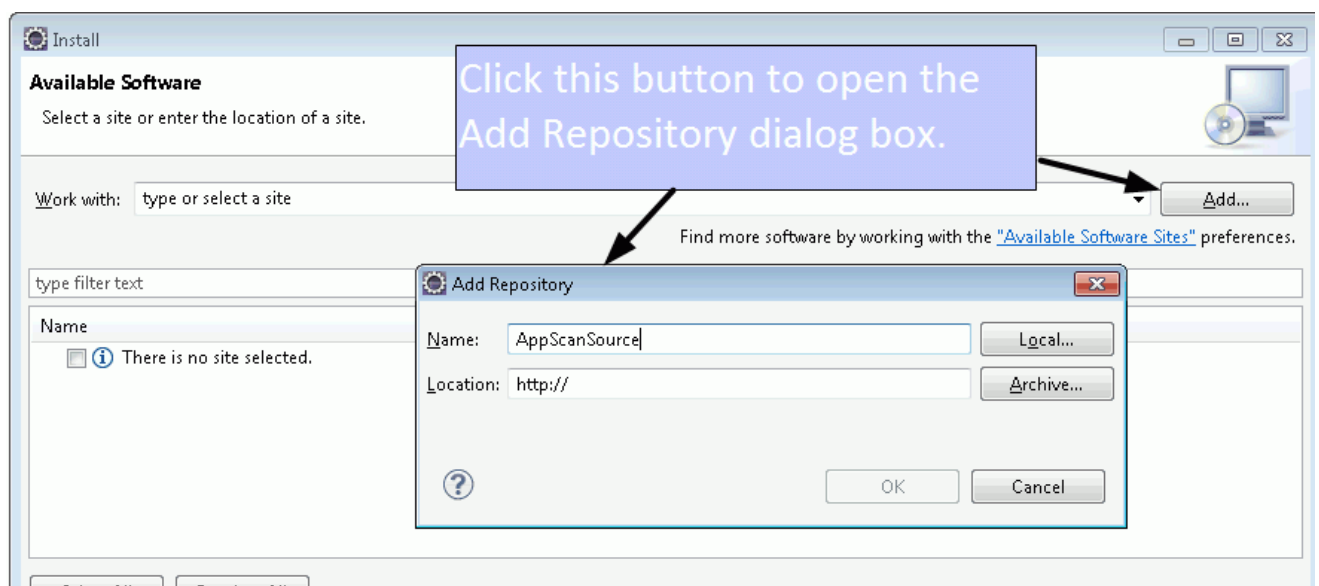 Install
Available Software
Select a site or enter the location of a site.
Click this button to open the
Add Repository dialog box.
Work with: type or select a site
Add...
Find more software by working with the "Available Software Sites" preferences.
type filter text
Name
There is no site selected.
Add Repository
Name: AppScanSource
Local...
Location: http://
Archive...
OK
Cancel